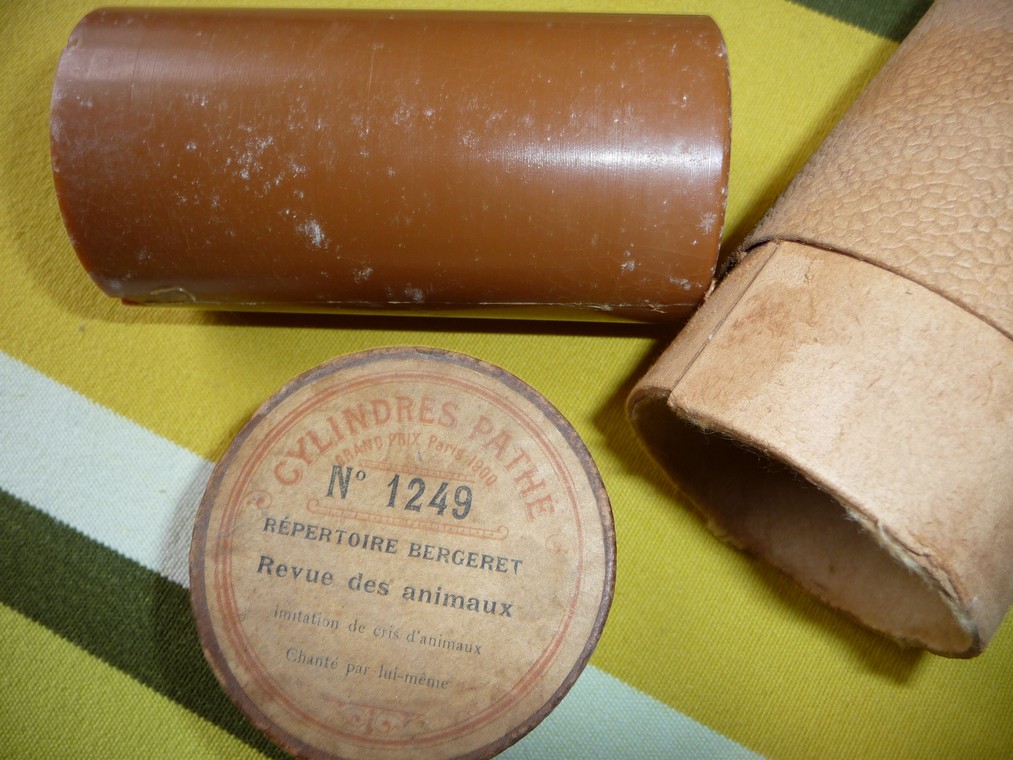 CYLINDRES PATHÉ
GRAND PRIX Paris 1900
Nº 1249
RÉPERTOIRE BERGERET
Revue des animaux
imitation de cris d'animaux
Chanté par lui-même